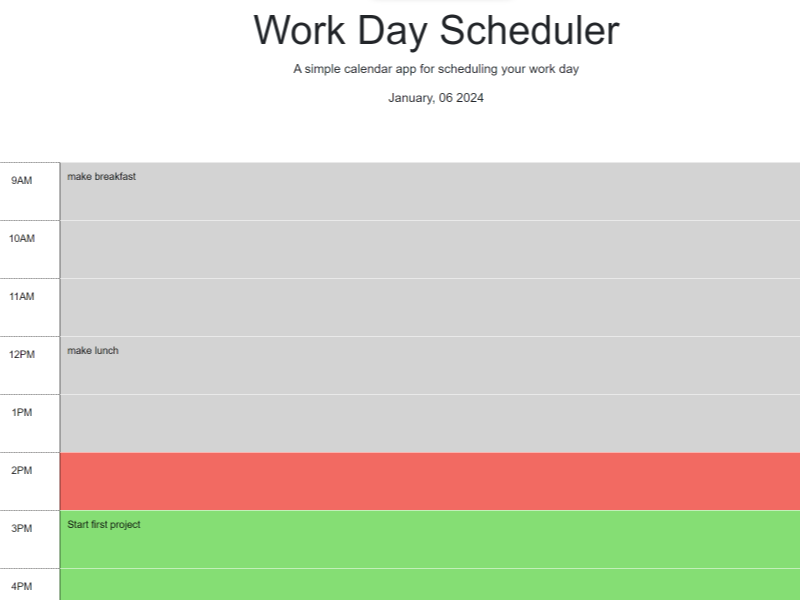 Work Day Scheduler
A simple calendar app for scheduling your work day
January, 06 2024
9AM make breakfast
10AM
11AM
12PM make lunch
1PM
2PM
3PM Start first project
4PM